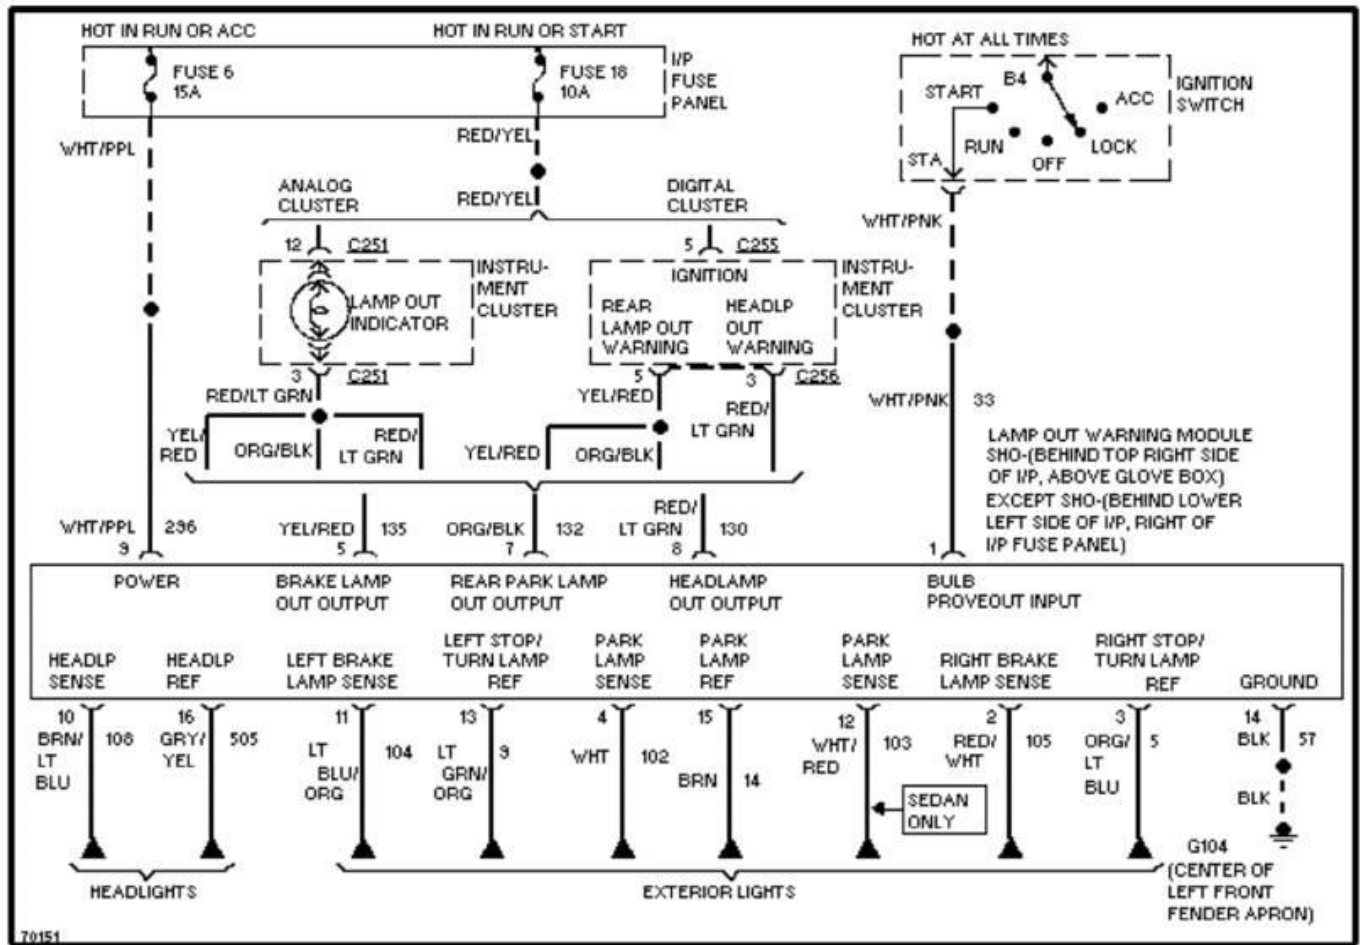 HOT IN RUN OR ACC
HOT IN RUN OR START
HOT AT ALL TIMES
FUSE 6
15A
FUSE 18
10A
I/P
FUSE
PANEL
B4
START
ACC
IGNITION
SWITCH
RUN
OFF
LOCK
STA
WHT/PPL
RED/YEL
RED/YEL
WHT/PNK
ANALOG
CLUSTER
DIGITAL
CLUSTER
12
C251
5
C255
LAMP OUT
INDICATOR
INSTRU-
MENT
CLUSTER
IGNITION
REAR
LAMP OUT
WARNING
HEADLP
OUT
WARNING
INSTRU-
MENT
CLUSTER
3
C251
5
3
C256
RED/LT GRN
YEL/RED
RED/
LT GRN
WHT/PNK
33
YEL/
RED
ORG/BLK
RED/
LT GRN
YEL/RED
ORG/BLK
LAMP OUT WARNING MODULE
SHO-(BEHIND TOP RIGHT SIDE
OF I/P, ABOVE GLOVE BOX)
EXCEPT SHO-(BEHIND LOWER
LEFT SIDE OF I/P, RIGHT OF
I/P FUSE PANEL)
WHT/PPL
296
9
YEL/RED
135
5
ORG/BLK
132
7
RED/
LT GRN
130
8
1
POWER
BRAKE LAMP
OUT OUTPUT
REAR PARK LAMP
OUT OUTPUT
HEADLAMP
OUT OUTPUT
BULB
PROVEOUT INPUT
HEADLP
SENSE
HEADLP
REF
LEFT BRAKE
LAMP SENSE
LEFT STOP/
TURN LAMP
REF
PARK
LAMP
SENSE
PARK
LAMP
REF
PARK
LAMP
SENSE
RIGHT BRAKE
LAMP SENSE
RIGHT STOP/
TURN LAMP
REF
GROUND
10
BRN/
LT
BLU
108
16
GRY/
YEL
505
11
LT
BLU/
ORG
104
13
LT
GRN/
ORG
9
4
WHT
102
15
BRN
14
12
WHT/
RED
103
2
RED/
WHT
105
3
ORG/
LT
BLU
5
14
BLK
57
BLK
SEDAN
ONLY
HEADLIGHTS
EXTERIOR LIGHTS
G104
(CENTER OF
LEFT FRONT
FENDER APRON)
70151